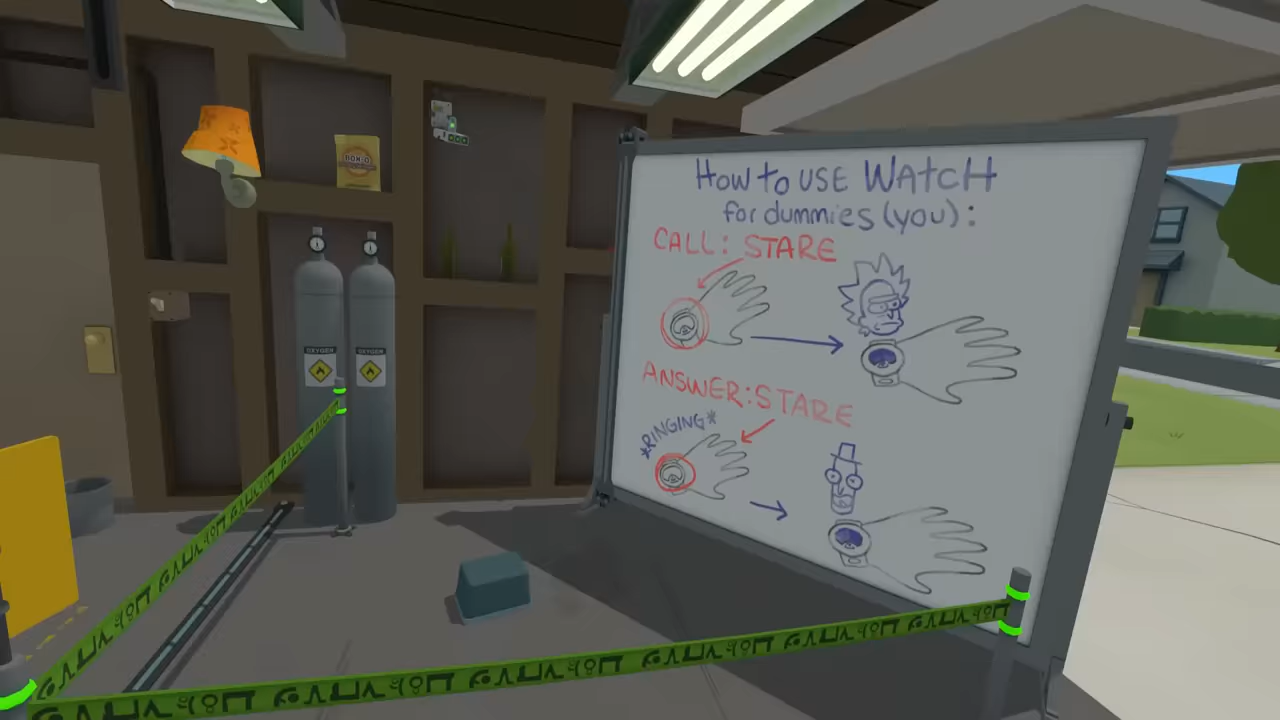 HOW to USE WATCH
for dummies (you):
CALL: STARE
ANSWER: STARE
*RINGING*
OXYGEN
OXYGEN